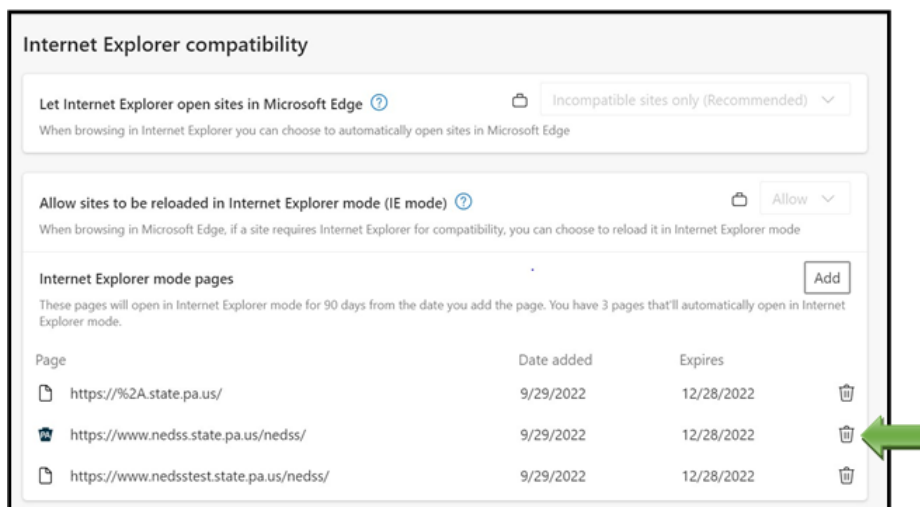 Internet Explorer compatibility
Let Internet Explorer open sites in Microsoft Edge ?
Incompatible sites only (Recommended)
When browsing in Internet Explorer you can choose to automatically open sites in Microsoft Edge
Allow sites to be reloaded in Internet Explorer mode (IE mode) ?
Allow
When browsing in Microsoft Edge, if a site requires Internet Explorer for compatibility, you can choose to reload it in Internet Explorer mode
Internet Explorer mode pages
Add
These pages will open in Internet Explorer mode for 90 days from the date you add the page. You have 3 pages that'll automatically open in Internet
Explorer mode.
Page Date added Expires
https://%2A.state.pa.us/ 9/29/2022 12/28/2022
PA https://www.nedss.state.pa.us/nedss/ 9/29/2022 12/28/2022
https://www.nedsstest.state.pa.us/nedss/ 9/29/2022 12/28/2022